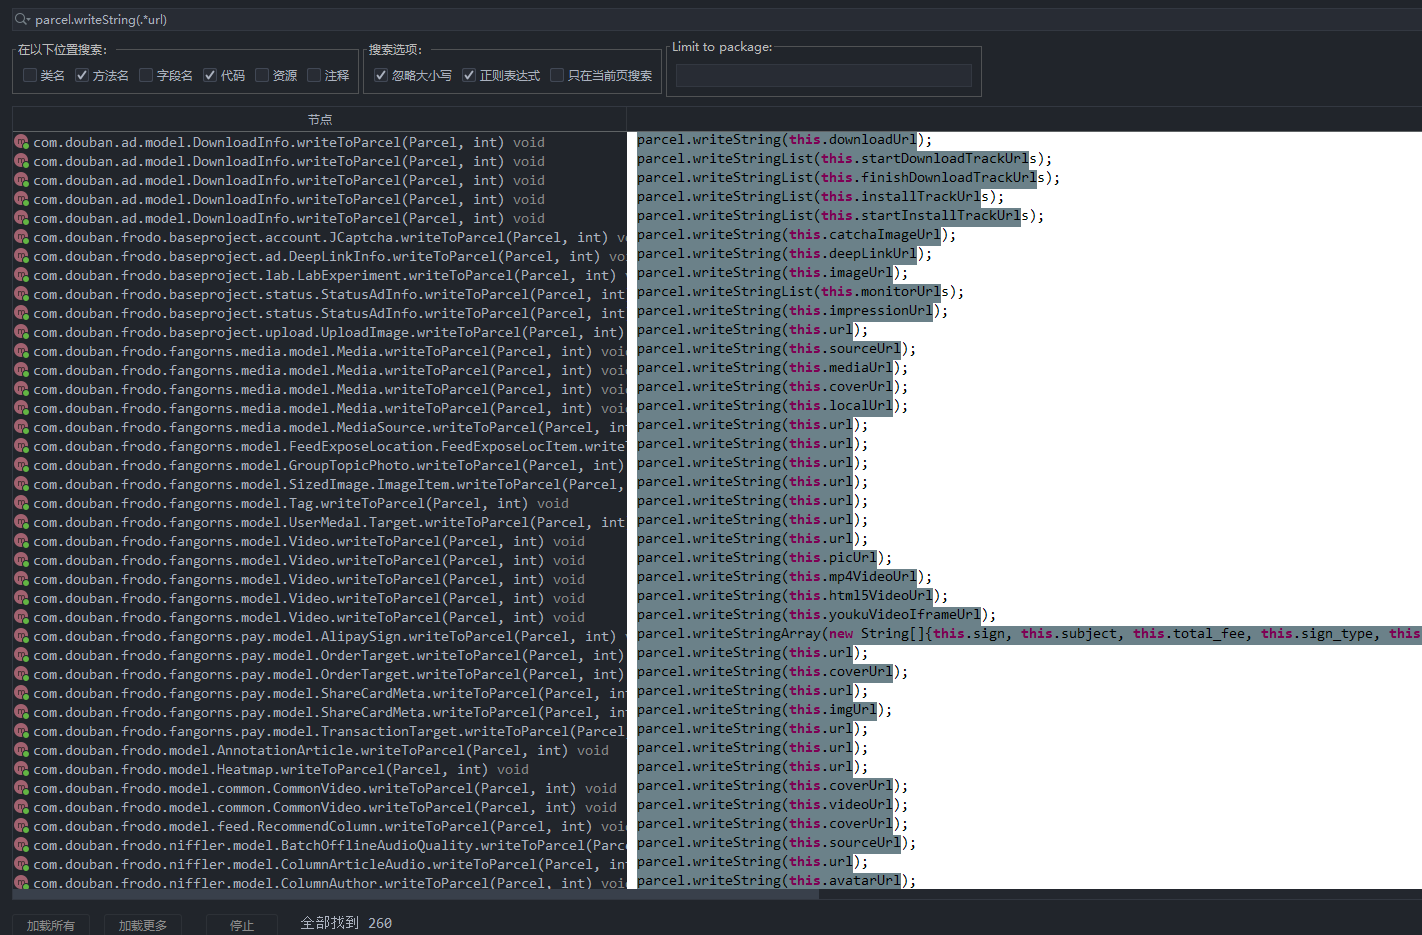 parcel.writeString(.*url)
在以下位置搜索：
搜索选项：
Limit to package:
类名 方法名 字段名 代码 资源 注释
忽略大小写 正则表达式 只在当前页搜索
节点
com.douban.ad.model.DownloadInfo.writeToParcel(Parcel, int) void parcel.writeString(this.downloadUrl);
com.douban.ad.model.DownloadInfo.writeToParcel(Parcel, int) void parcel.writeStringList(this.startDownloadTrackUrls);
com.douban.ad.model.DownloadInfo.writeToParcel(Parcel, int) void parcel.writeStringList(this.finishDownloadTrackUrls);
com.douban.ad.model.DownloadInfo.writeToParcel(Parcel, int) void parcel.writeStringList(this.installTrackUrls);
com.douban.ad.model.DownloadInfo.writeToParcel(Parcel, int) void parcel.writeStringList(this.startInstallTrackUrls);
com.douban.frodo.baseproject.account.JCaptcha.writeToParcel(Parcel, int) v parcel.writeString(this.catchaImageUrl);
com.douban.frodo.baseproject.ad.DeepLinkInfo.writeToParcel(Parcel, int) vo parcel.writeString(this.deepLinkUrl);
com.douban.frodo.baseproject.lab.LabExperiment.writeToParcel(Parcel, int) parcel.writeString(this.imageUrl);
com.douban.frodo.baseproject.status.StatusAdInfo.writeToParcel(Parcel, int parcel.writeStringList(this.monitorUrls);
com.douban.frodo.baseproject.status.StatusAdInfo.writeToParcel(Parcel, int parcel.writeString(this.impressionUrl);
com.douban.frodo.baseproject.upload.UploadImage.writeToParcel(Parcel, int) parcel.writeString(this.url);
com.douban.frodo.fangorns.media.model.Media.writeToParcel(Parcel, int) voi parcel.writeString(this.sourceUrl);
com.douban.frodo.fangorns.media.model.Media.writeToParcel(Parcel, int) voi parcel.writeString(this.mediaUrl);
com.douban.frodo.fangorns.media.model.Media.writeToParcel(Parcel, int) voi parcel.writeString(this.coverUrl);
com.douban.frodo.fangorns.media.model.Media.writeToParcel(Parcel, int) voi parcel.writeString(this.localUrl);
com.douban.frodo.fangorns.media.model.MediaSource.writeToParcel(Parcel, in parcel.writeString(this.url);
com.douban.frodo.fangorns.model.FeedExposeLocation.FeedExposeLocItem.write parcel.writeString(this.url);
com.douban.frodo.fangorns.model.GroupTopicPhoto.writeToParcel(Parcel, int) parcel.writeString(this.url);
com.douban.frodo.fangorns.model.SizedImage.ImageItem.writeToParcel(Parcel, parcel.writeString(this.url);
com.douban.frodo.fangorns.model.Tag.writeToParcel(Parcel, int) void parcel.writeString(this.url);
com.douban.frodo.fangorns.model.UserMedal.Target.writeToParcel(Parcel, int parcel.writeString(this.url);
com.douban.frodo.fangorns.model.Video.writeToParcel(Parcel, int) void parcel.writeString(this.url);
com.douban.frodo.fangorns.model.Video.writeToParcel(Parcel, int) void parcel.writeString(this.picUrl);
com.douban.frodo.fangorns.model.Video.writeToParcel(Parcel, int) void parcel.writeString(this.mp4VideoUrl);
com.douban.frodo.fangorns.model.Video.writeToParcel(Parcel, int) void parcel.writeString(this.html5VideoUrl);
com.douban.frodo.fangorns.model.Video.writeToParcel(Parcel, int) void parcel.writeString(this.youkuVideoIframeUrl);
com.douban.frodo.fangorns.pay.model.AlipaySign.writeToParcel(Parcel, int) parcel.writeStringArray(new String[]{this.sign, this.subject, this.total_fee, this.sign_type, this
com.douban.frodo.fangorns.pay.model.OrderTarget.writeToParcel(Parcel, int) parcel.writeString(this.url);
com.douban.frodo.fangorns.pay.model.OrderTarget.writeToParcel(Parcel, int) parcel.writeString(this.coverUrl);
com.douban.frodo.fangorns.pay.model.ShareCardMeta.writeToParcel(Parcel, in parcel.writeString(this.url);
com.douban.frodo.fangorns.pay.model.ShareCardMeta.writeToParcel(Parcel, in parcel.writeString(this.imgUrl);
com.douban.frodo.fangorns.pay.model.TransactionTarget.writeToParcel(Parcel parcel.writeString(this.url);
com.douban.frodo.model.AnnotationArticle.writeToParcel(Parcel, int) void parcel.writeString(this.url);
com.douban.frodo.model.Heatmap.writeToParcel(Parcel, int) void parcel.writeString(this.url);
com.douban.frodo.model.common.CommonVideo.writeToParcel(Parcel, int) void parcel.writeString(this.coverUrl);
com.douban.frodo.model.common.CommonVideo.writeToParcel(Parcel, int) void parcel.writeString(this.videoUrl);
com.douban.frodo.model.feed.RecommendColumn.writeToParcel(Parcel, int) voi parcel.writeString(this.coverUrl);
com.douban.frodo.niffler.model.BatchOfflineAudioQuality.writeToParcel(Parc parcel.writeString(this.sourceUrl);
com.douban.frodo.niffler.model.ColumnArticleAudio.writeToParcel(Parcel, in parcel.writeString(this.url);
com.douban.frodo.niffler.model.ColumnAuthor.writeToParcel(Parcel, int) voi parcel.writeString(this.avatarUrl);
加载所有 加载更多 停止 全部找到 260